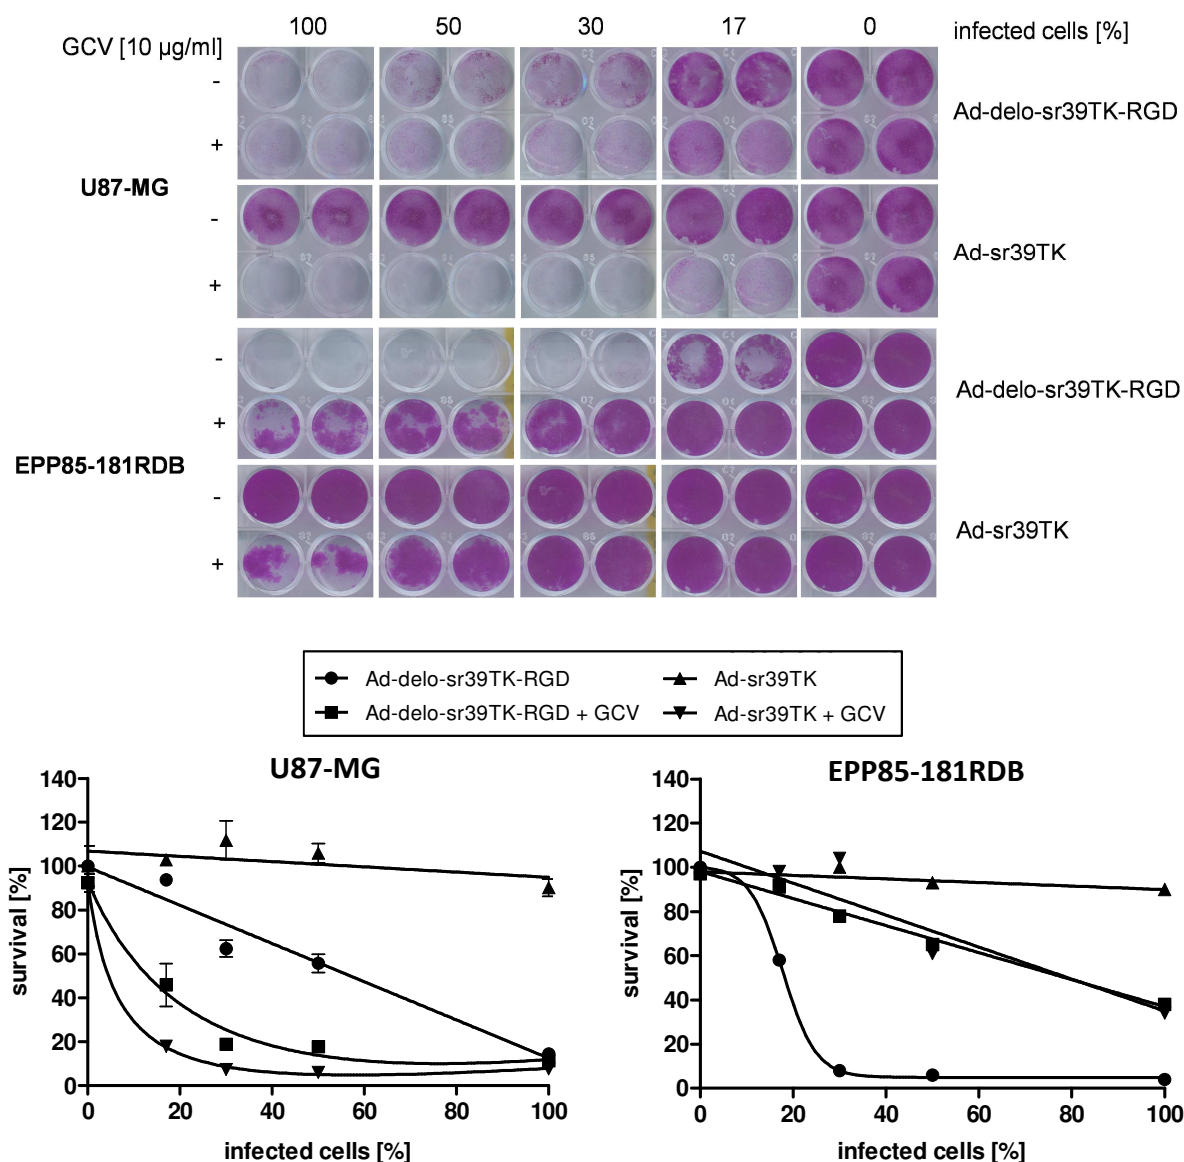 100 50 30 17 0 infected cells [%]
GCV [10 µg/ml]
-
Ad-delo-sr39TK-RGD
+
U87-MG
-
Ad-sr39TK
+
-
Ad-delo-sr39TK-RGD
+
EPP85-181RDB
-
Ad-sr39TK
+
Ad-delo-sr39TK-RGD Ad-sr39TK
Ad-delo-sr39TK-RGD + GCV Ad-sr39TK + GCV
U87-MG
140
120
100
80
60
40
20
0
survival [%]
0 20 40 60 80 100
infected cells [%]
EPP85-181RDB
140
120
100
80
60
40
20
0
survival [%]
0 20 40 60 80 100
infected cells [%]